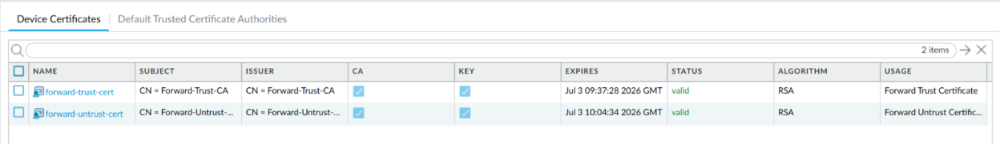 Device Certificates Default Trusted Certificate Authorities
2 items
NAME SUBJECT ISSUER CA KEY EXPIRES STATUS ALGORITHM USAGE
forward-trust-cert CN = Forward-Trust-CA CN = Forward-Trust-CA Jul 3 09:37:28 2026 GMT valid RSA Forward Trust Certificate
forward-untrust-cert CN = Forward-Untrust-... CN = Forward-Untrust-... Jul 3 10:04:34 2026 GMT valid RSA Forward Untrust Certific...